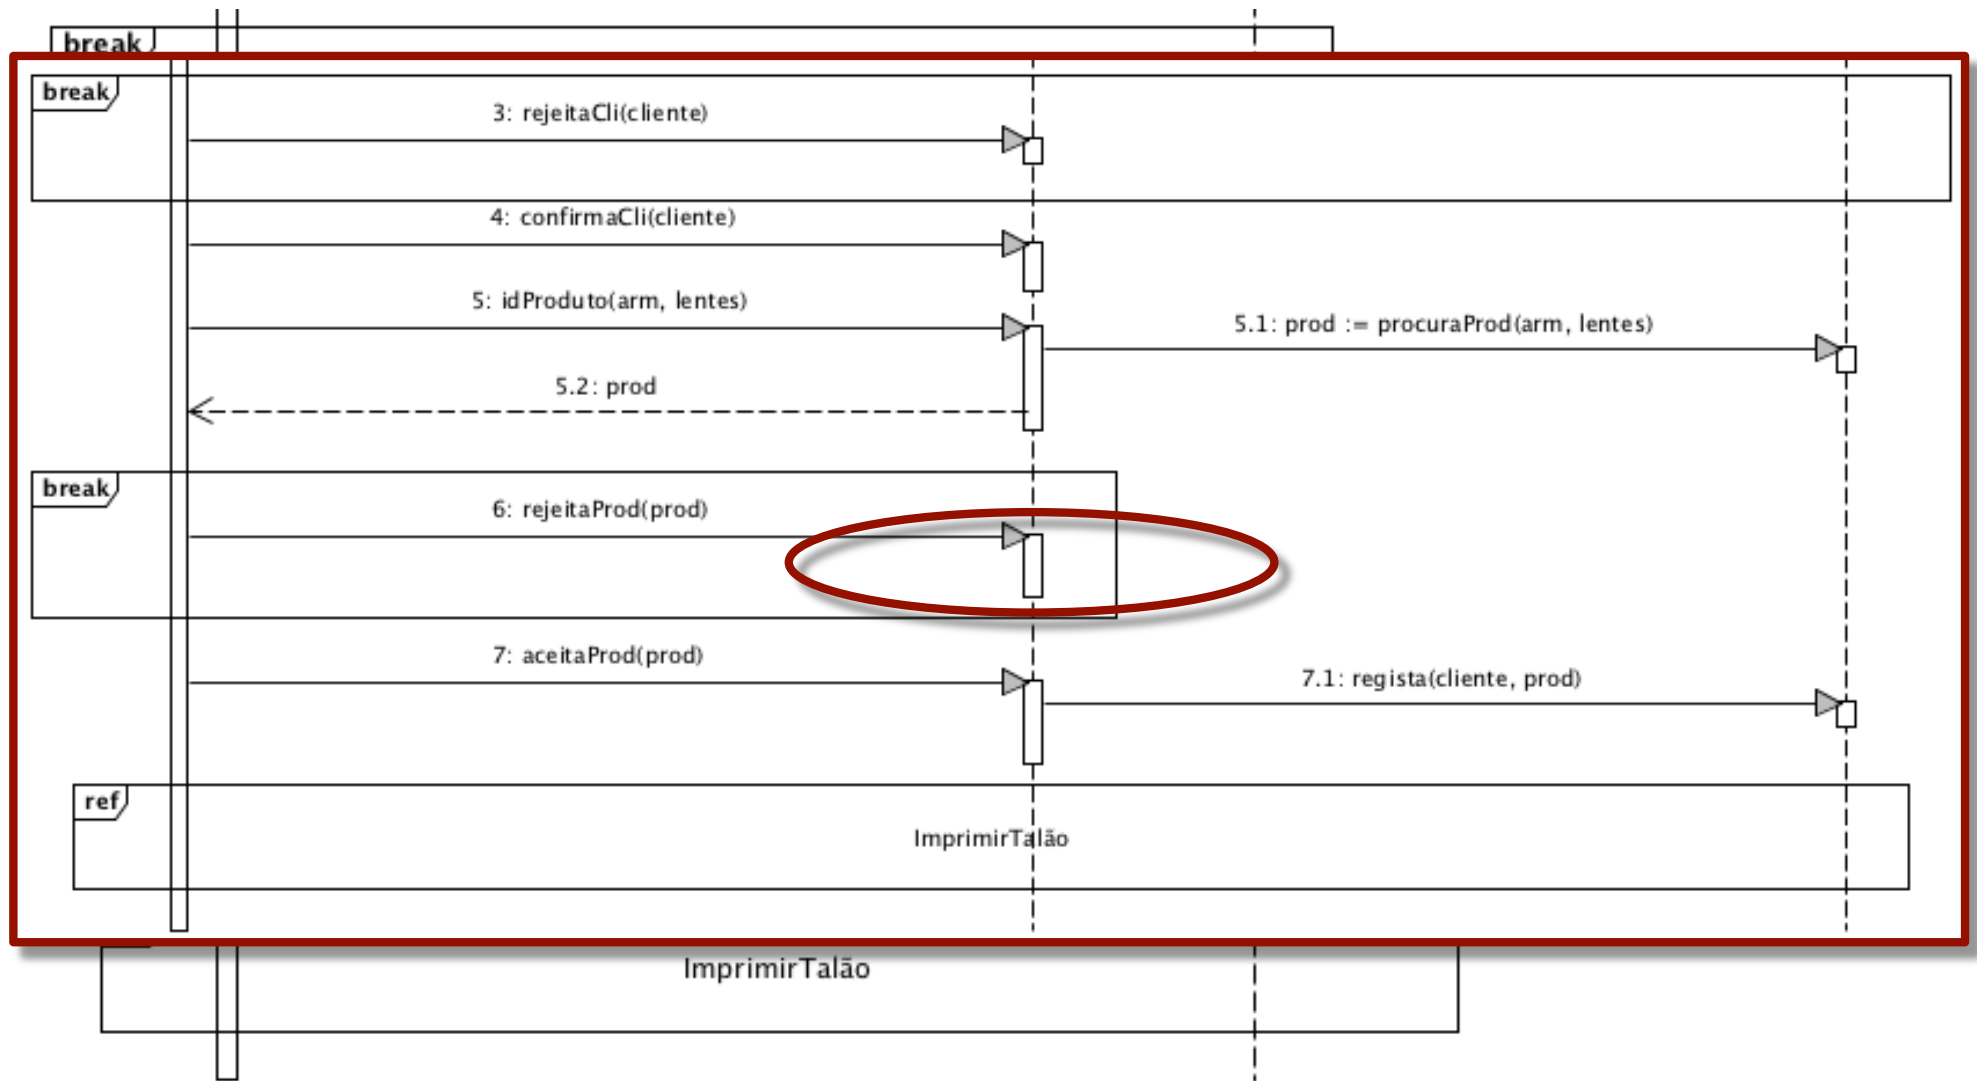 break
break
3: rejeitaCli(cliente)
4: confirmaCli(cliente)
5: idProduto(arm, lentes)
5.1: prod := procuraProd(arm, lentes)
5.2: prod
break
6: rejeitaProd(prod)
7: aceitaProd(prod)
7.1: regista(cliente, prod)
ref
ImprimirTalão
ImprimirTalão